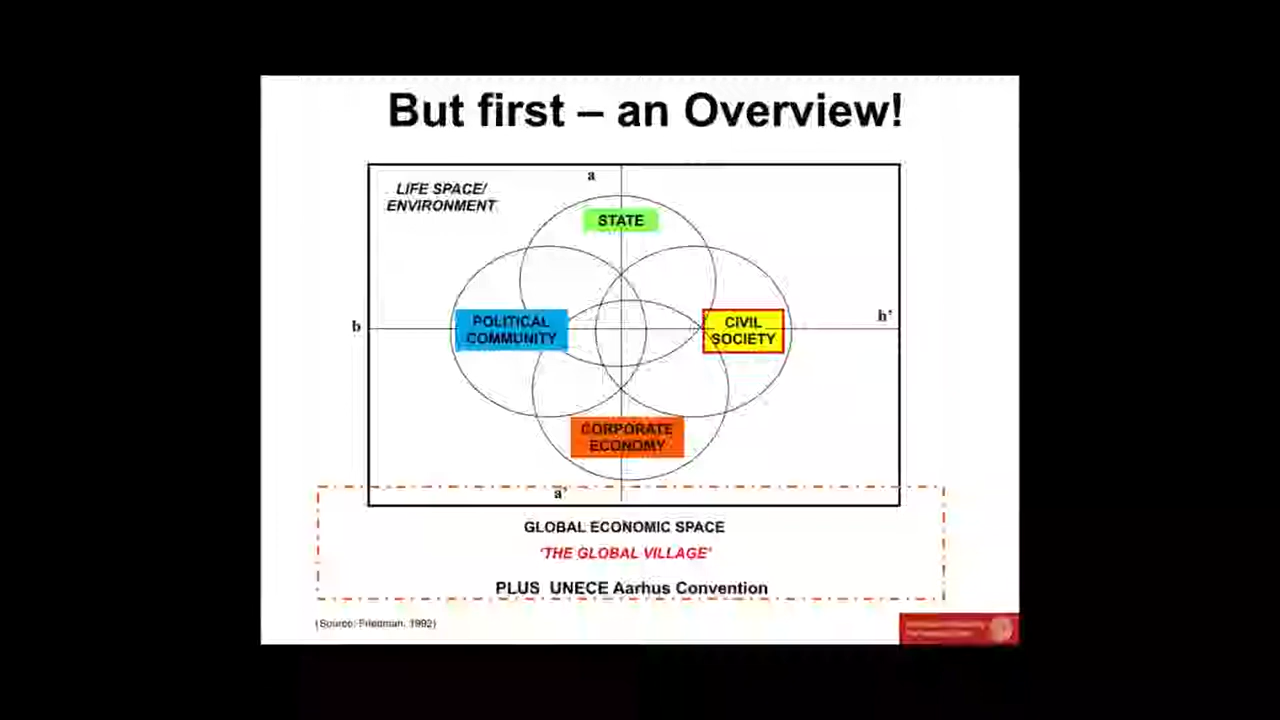 But first – an Overview!
a
LIFE SPACE/
ENVIRONMENT
STATE
POLITICAL
COMMUNITY
CIVIL
SOCIETY
b
b'
CORPORATE
ECONOMY
a'
GLOBAL ECONOMIC SPACE
'THE GLOBAL VILLAGE'
PLUS UNECE Aarhus Convention
(Source: Friedman, 1992)